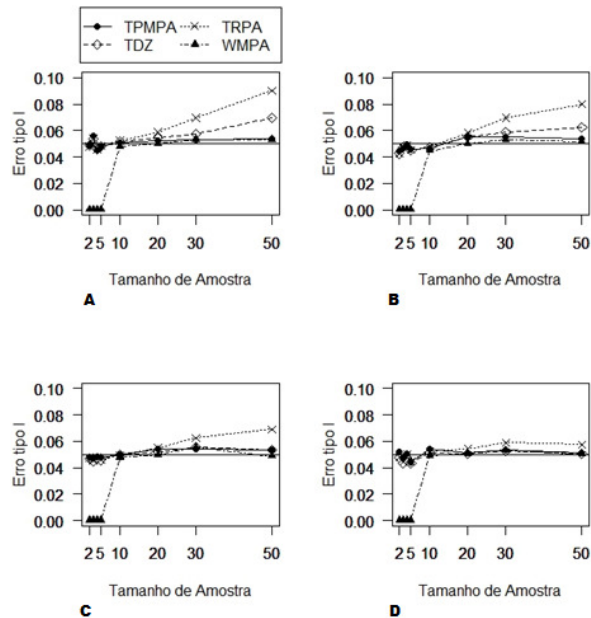 TPMPA TRPA
TDZ WMPA
0.10
0.08
0.06
0.04
0.02
0.00
Erro tipo I
2 5 10 20 30 50
Tamanho de Amostra
A
0.10
0.08
0.06
0.04
0.02
0.00
Erro tipo I
2 5 10 20 30 50
Tamanho de Amostra
B
0.10
0.08
0.06
0.04
0.02
0.00
Erro tipo I
2 5 10 20 30 50
Tamanho de Amostra
C
0.10
0.08
0.06
0.04
0.02
0.00
Erro tipo I
2 5 10 20 30 50
Tamanho de Amostra
D